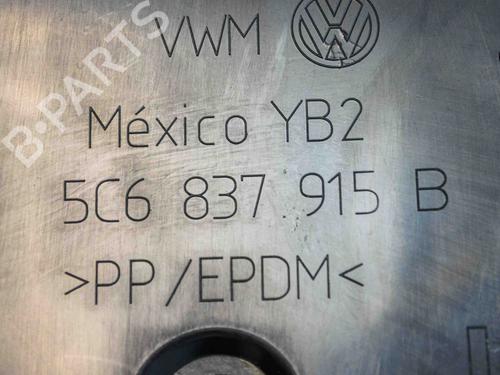 VWM
México YB2
5C6 837 915 B
>PP/EPDM<
B-PARTS